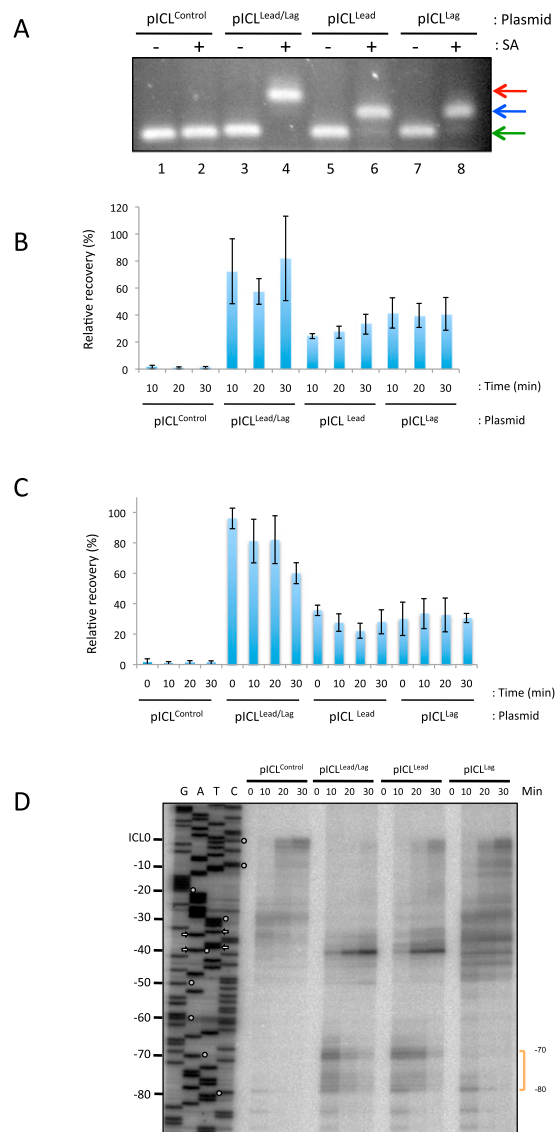 A
pICLControl pICLLead/Lag pICLLead pICLLag : Plasmid
- + - + - + - + : SA
1 2 3 4 5 6 7 8
B
Relative recovery (%)
120
100
80
60
40
20
0
10 20 30 10 20 30 10 20 30 10 20 30 : Time (min)
pICLControl pICLLead/Lag pICL Lead pICLLag : Plasmid
C
Relative recovery (%)
100
80
60
40
20
0
0 10 20 30 0 10 20 30 0 10 20 30 0 10 20 30 : Time (min)
pICLControl pICLLead/Lag pICL Lead pICLLag : Plasmid
D
pICLControl pICLLead/Lag pICLLead pICLLag
G A T C 0 10 20 30 0 10 20 30 0 10 20 30 0 10 20 30 Min
ICL0
-10
-20
-30
-40
-50
-60
-70 -70
-80 -80